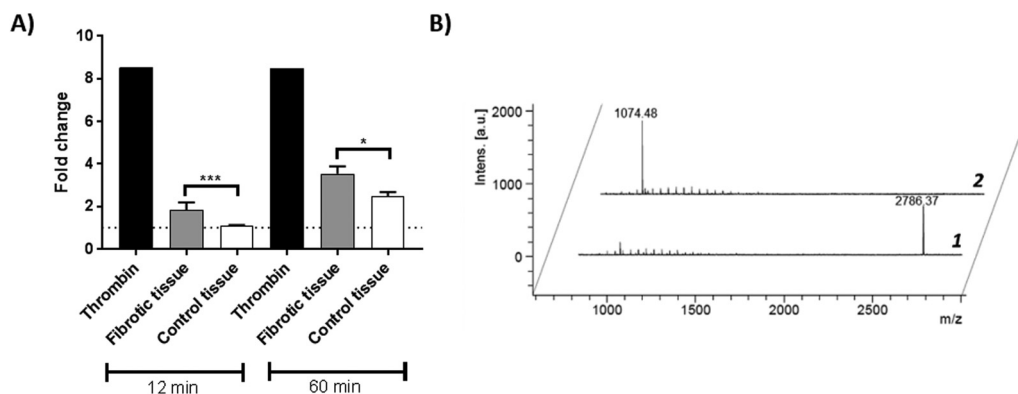 A)
B)
Fold change
10
8
6
4
2
0
***
*
Thrombin
Fibrotic tissue
Control tissue
Thrombin
Fibrotic tissue
Control tissue
12 min
60 min
Intens. [a.u.]
2000
1000
0
1074.48
2
2786.37
1
1000
1500
2000
2500
m/z